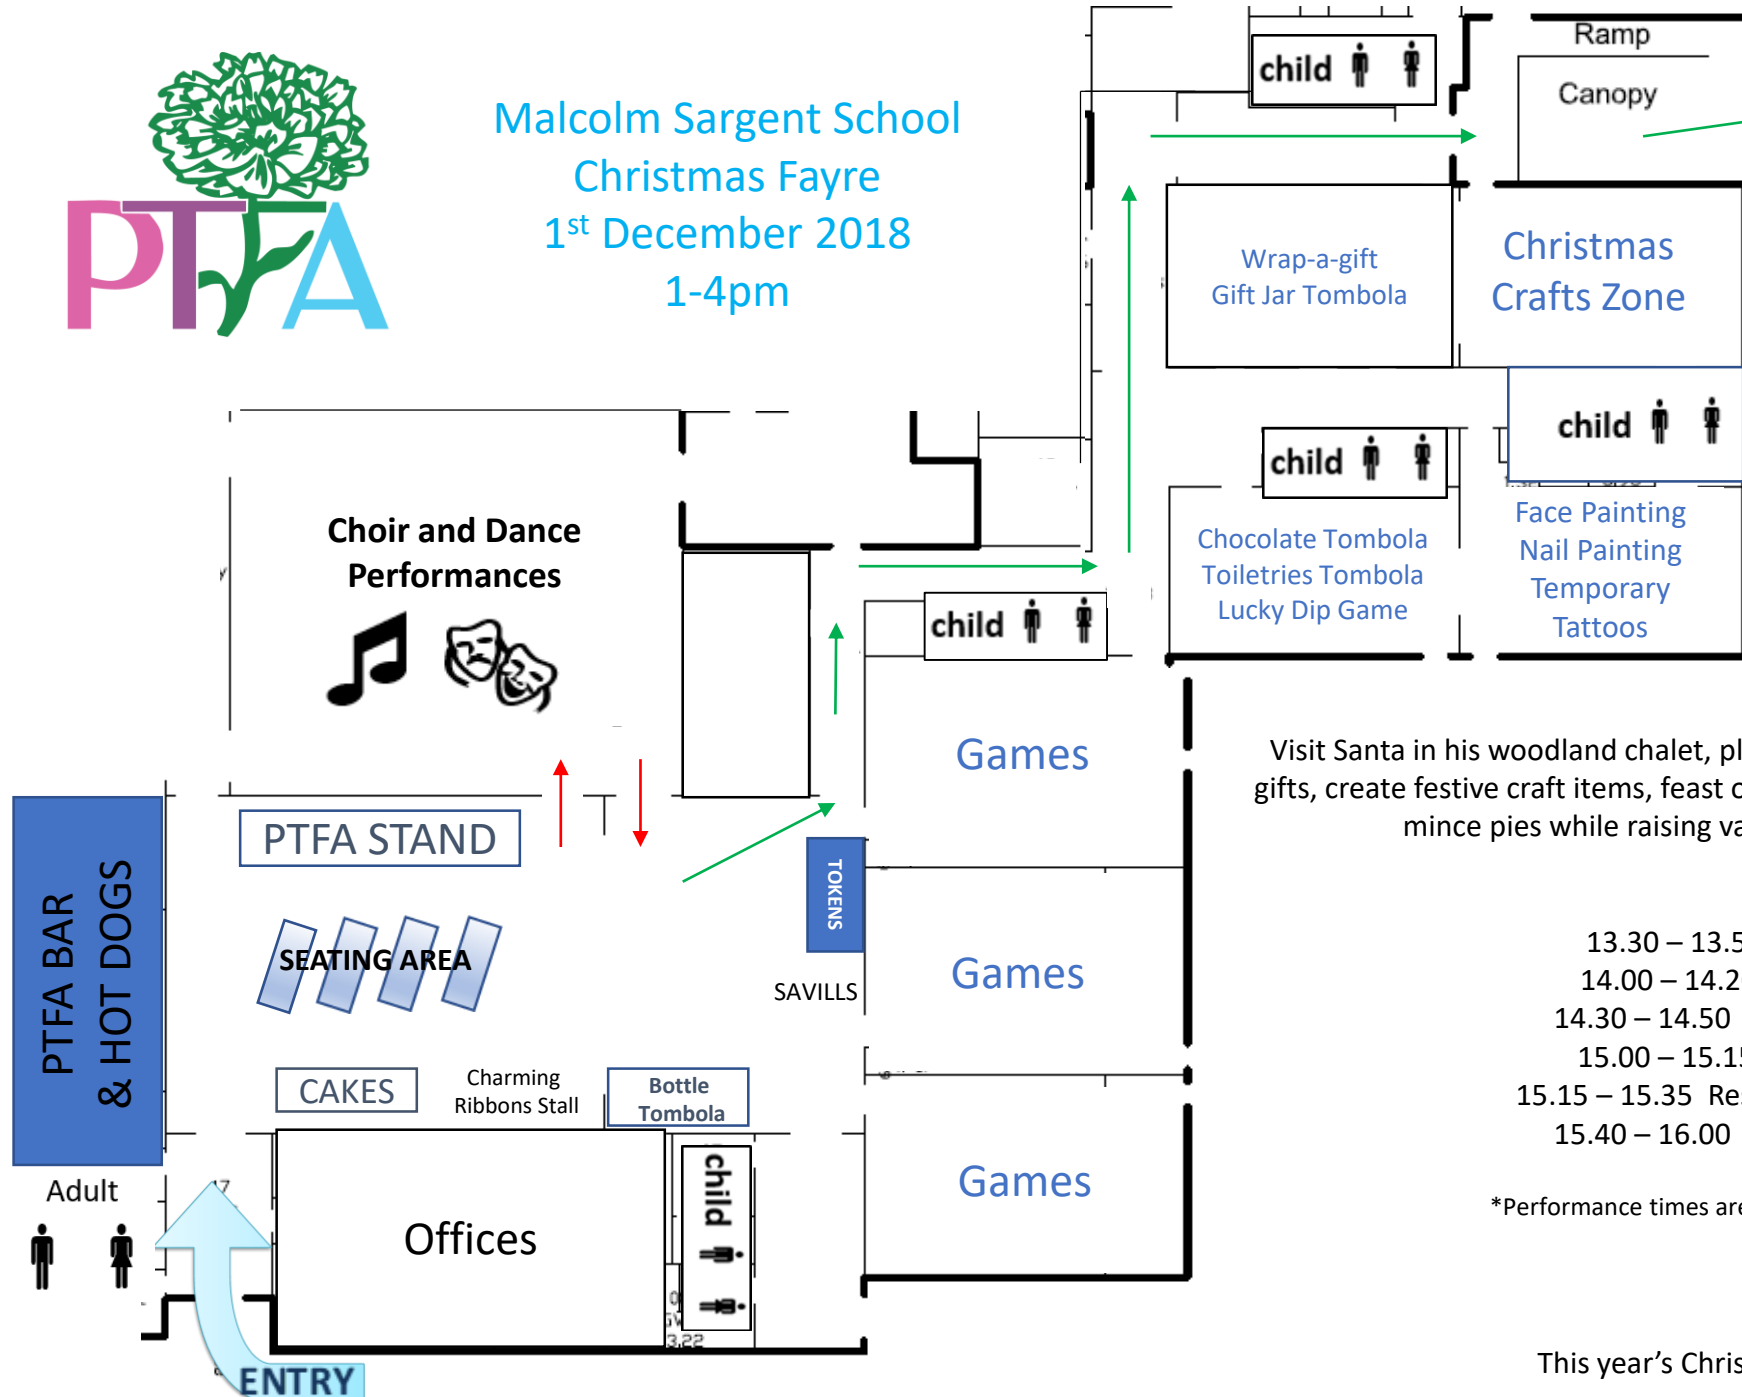 PTFA
Malcolm Sargent School
Christmas Fayre
1st December 2018
1-4pm
child
Ramp
Canopy
Wrap-a-gift
Gift Jar Tombola
Christmas
Crafts Zone
child
child
Choir and Dance
Performances
Chocolate Tombola
Toiletries Tombola
Lucky Dip Game
Face Painting
Nail Painting
Temporary
Tattoos
child
Games
Visit Santa in his woodland chalet, pl
gifts, create festive craft items, feast o
mince pies while raising va
PTFA STAND
TOKENS
PTFA BAR
& HOT DOGS
SEATING AREA
SAVILLS
Games
13.30 – 13.5
14.00 – 14.2
14.30 – 14.50
15.00 – 15.15
15.15 – 15.35 Res
15.40 – 16.00
CAKES
Charming
Ribbons Stall
Bottle
Tombola
Adult
Offices
child
Games
*Performance times are
3.22
ENTRY
This year's Chris